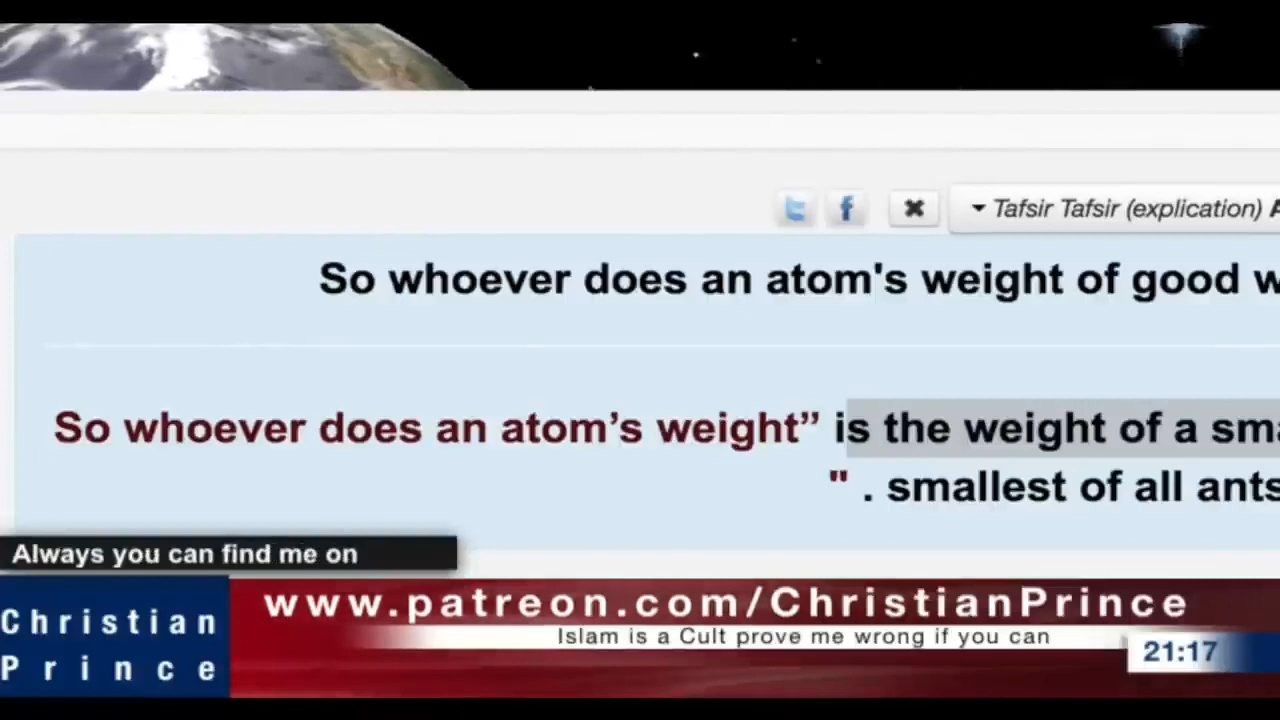 Tafsir Tafsir (explication)
So whoever does an atom's weight of good
So whoever does an atom’s weight” is the weight of a
" . smallest of all ants
Always you can find me on
Christian
Prince
www.patreon.com/ChristianPrince
Islam is a Cult prove me wrong if you can
21:17